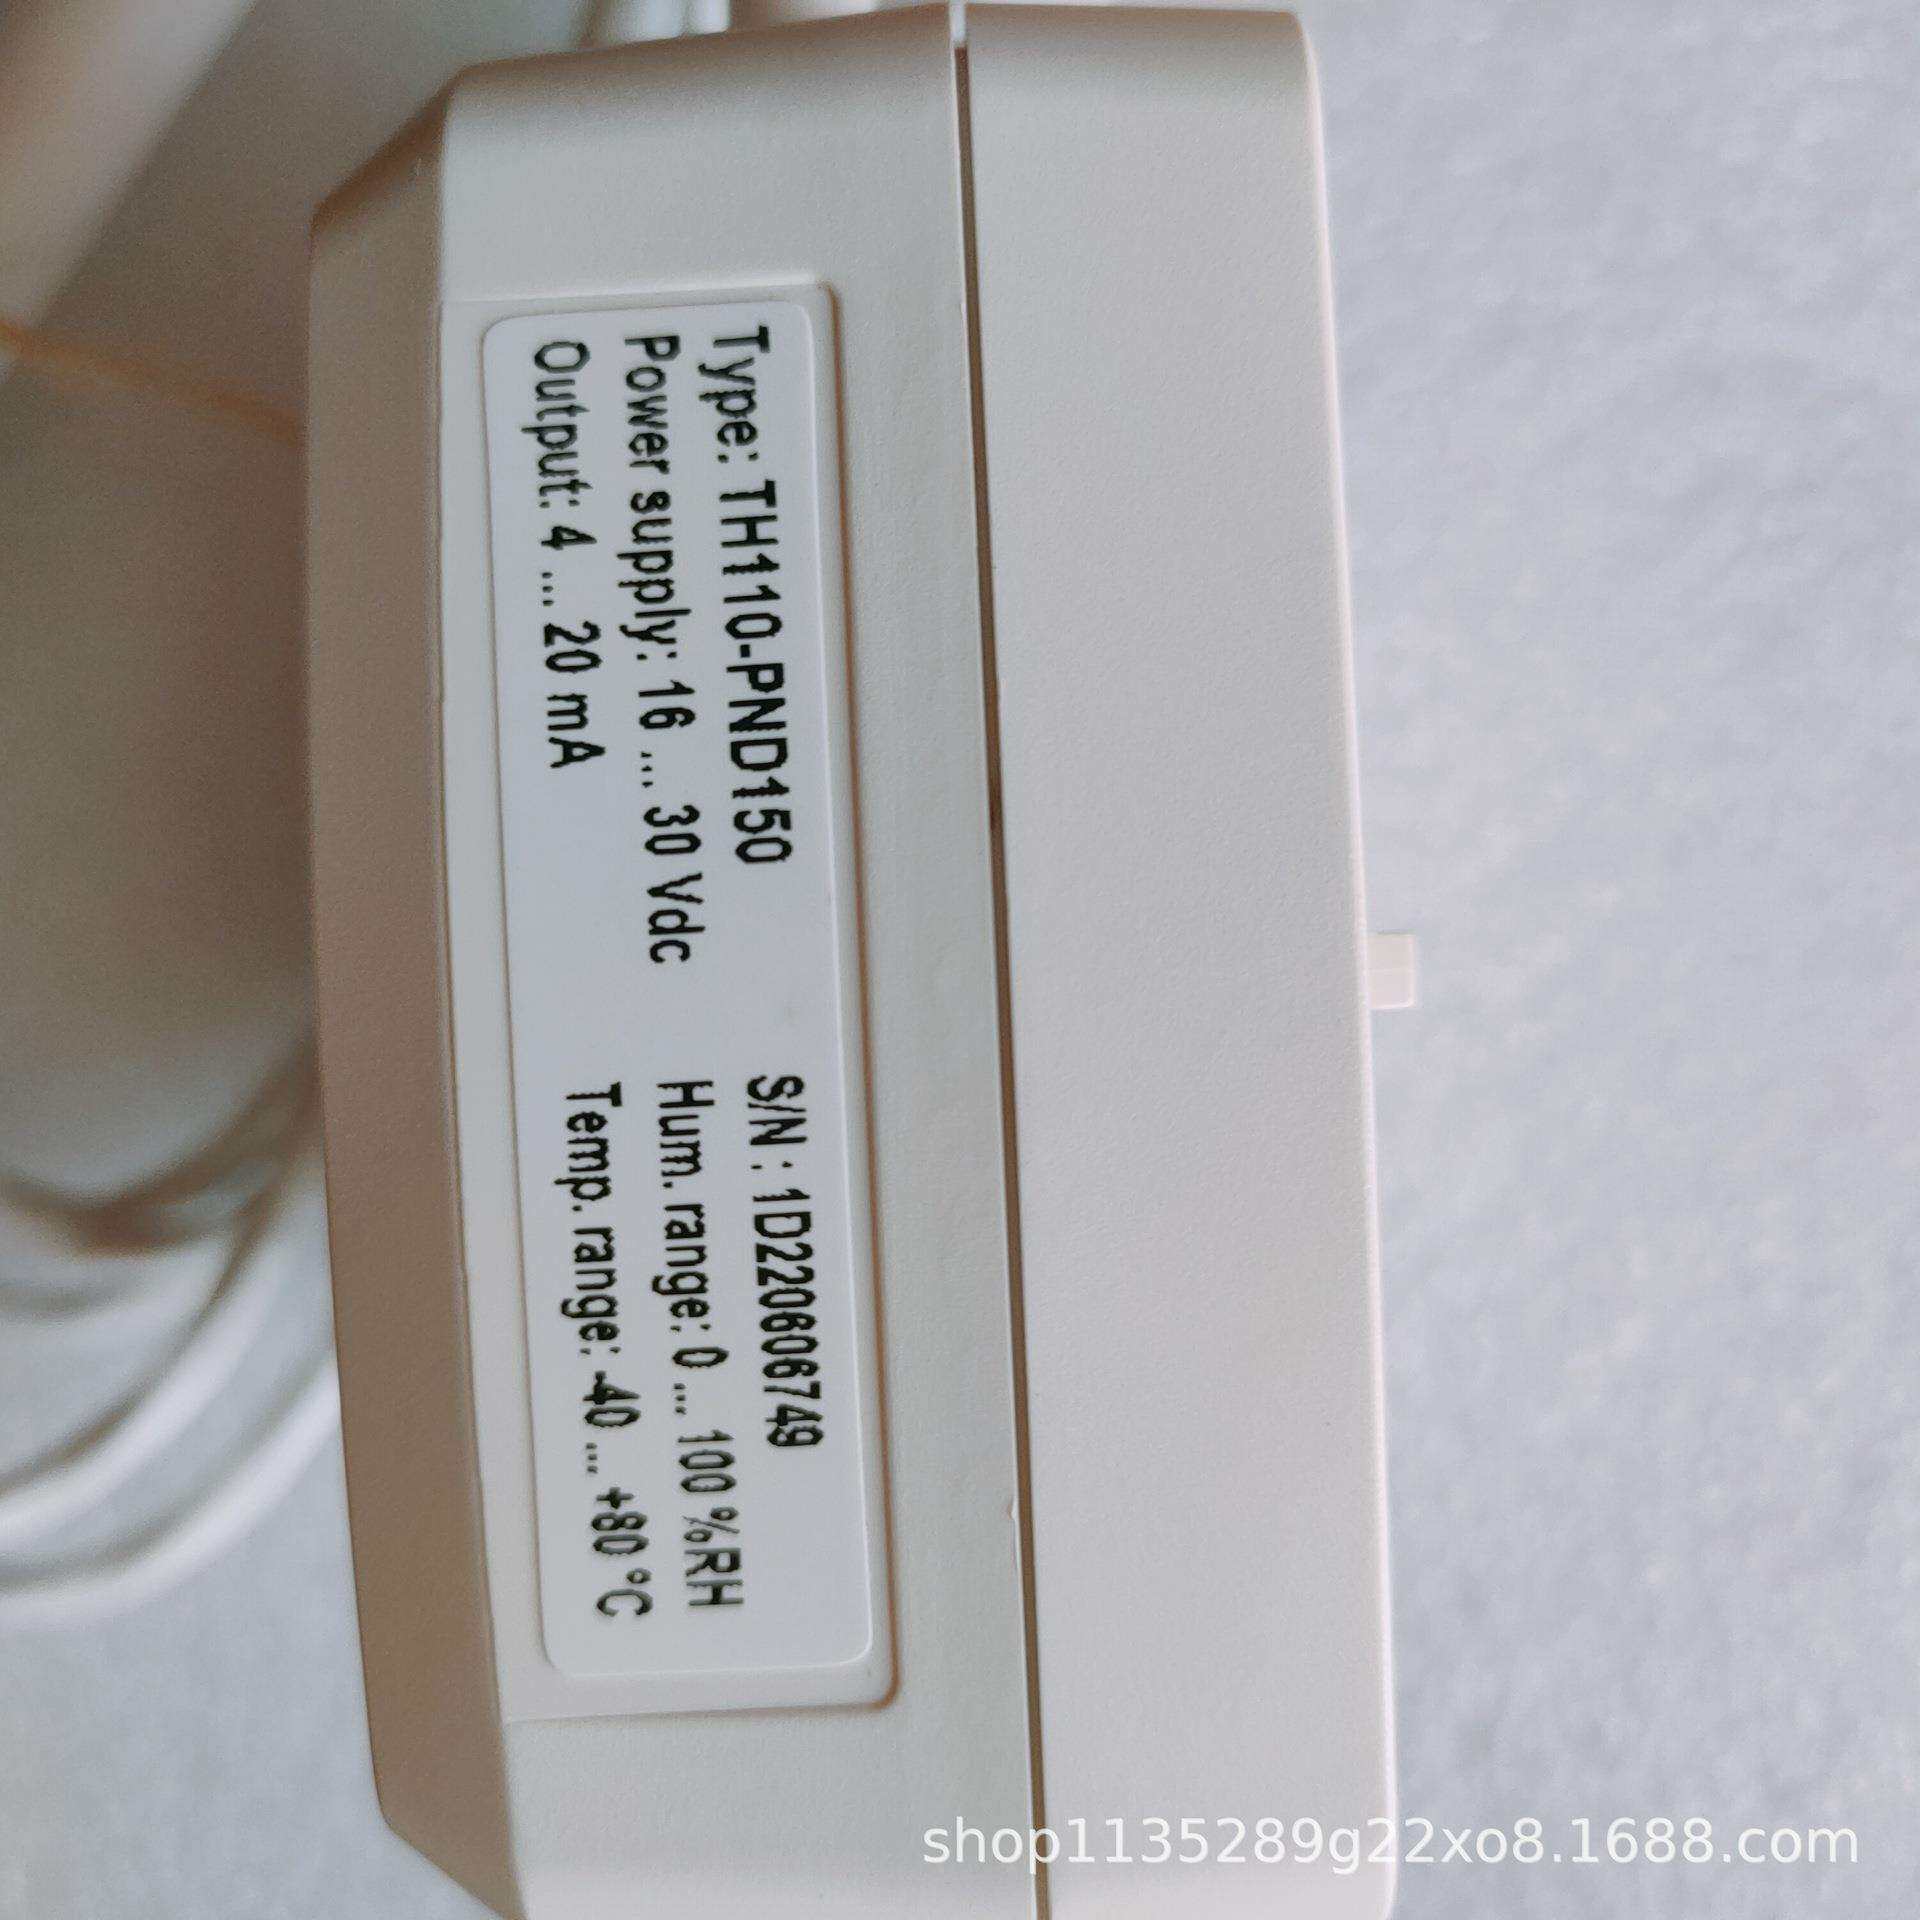 Type: TH110-PND150 S/N : 1D220606749
Power supply: 16 ... 30 Vdc Hum. range: 0 ... 100 %RH
Output: 4 ... 20 mA Temp. range: -40 ... +80 °C
shop1135289g22xo8.1688.com